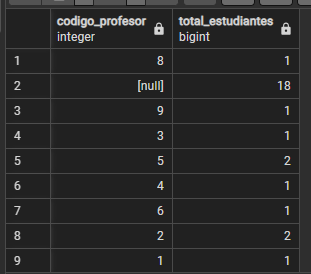 codigo_profesor total_estudiantes
integer bigint
1 8 1
2 [null] 18
3 9 1
4 3 1
5 5 2
6 4 1
7 6 1
8 2 2
9 1 1